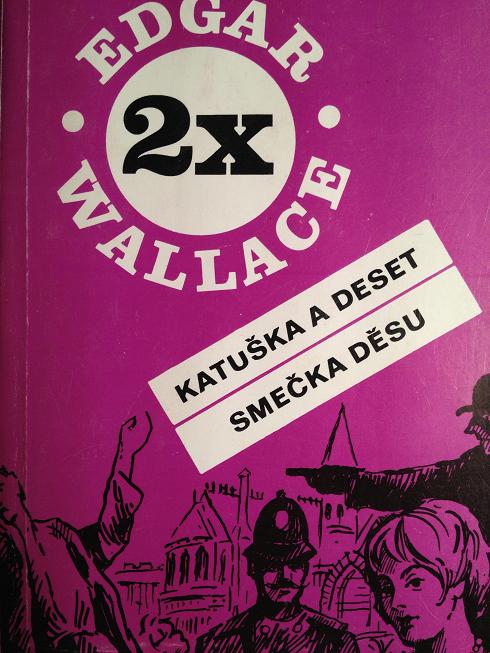 EDGAR
2x
WALLACE
KATUŠKA A DESET
SMEČKA DĚSU